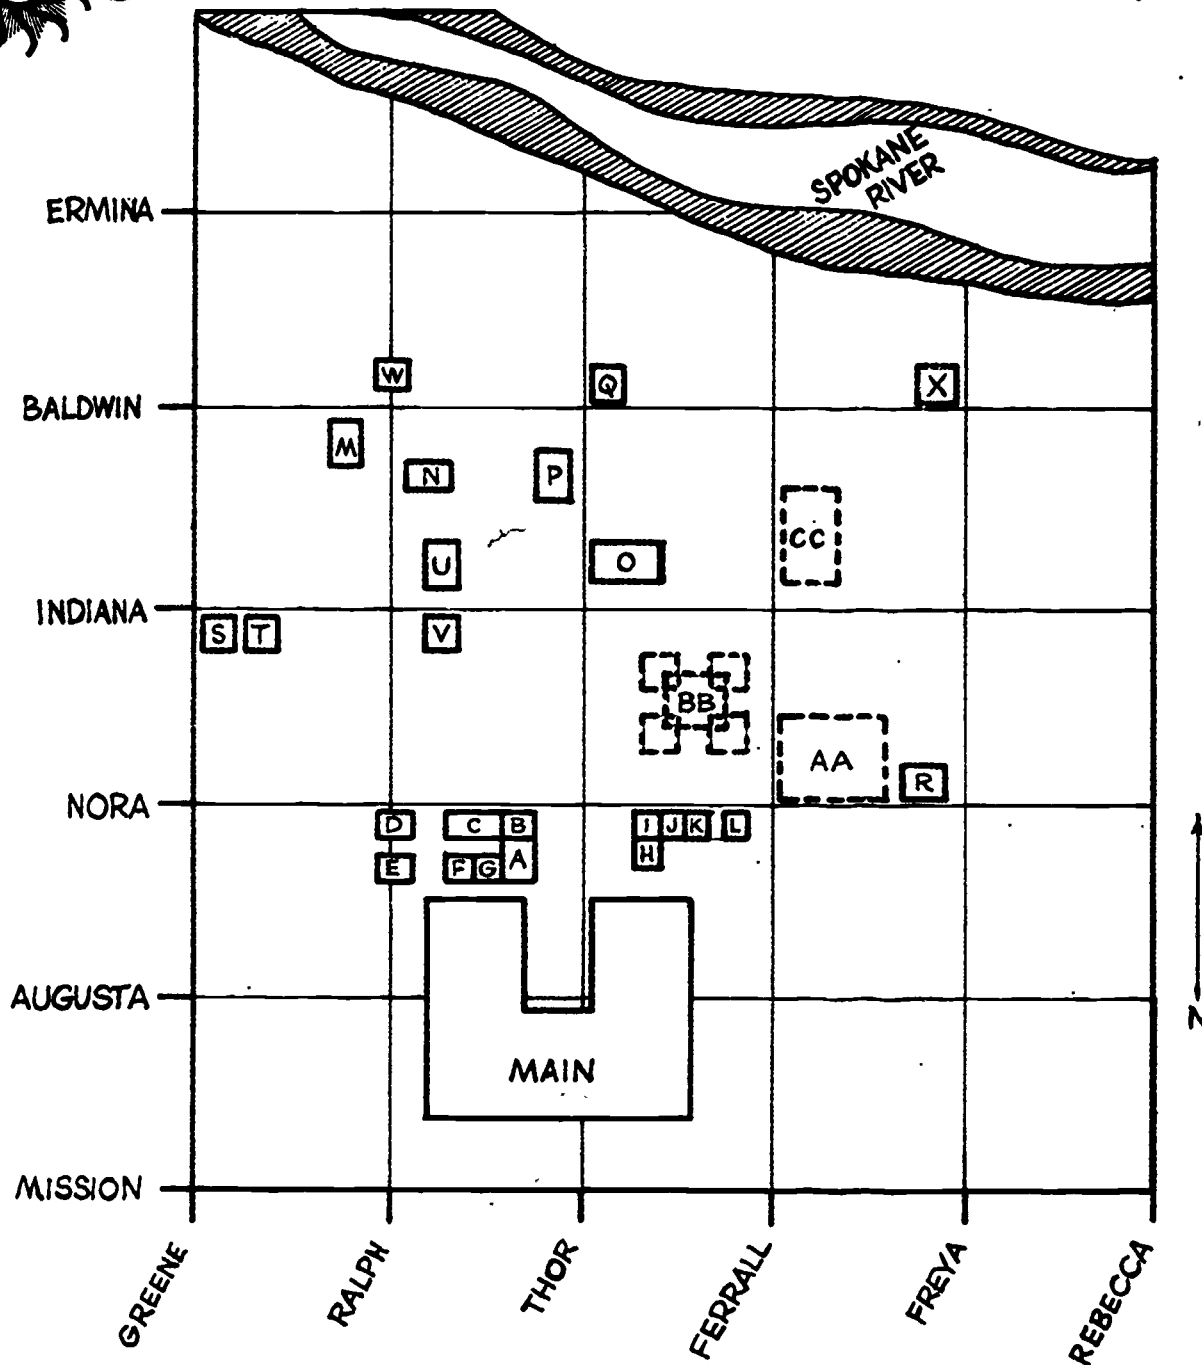 SPOKANE
RIVER
ERMINA
W
Q
X
BALDWIN
M
N
P
CC
U
O
INDIANA
S
T
V
BB
AA
R
NORA
D
C
B
I
J
K
L
E
F
G
A
H
AUGUSTA
N
MAIN
MISSION
GREENE
RALPH
THOR
FERRALL
FREYA
REBECCA